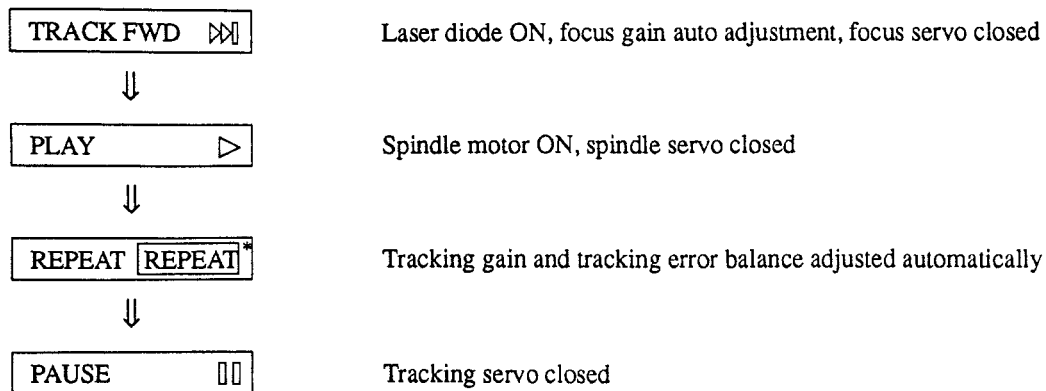 TRACK FWD ▷▷▯ Laser diode ON, focus gain auto adjustment, focus servo closed
⇓
PLAY ▷ Spindle motor ON, spindle servo closed
⇓
REPEAT REPEAT* Tracking gain and tracking error balance adjusted automatically
⇓
PAUSE ▯▯ Tracking servo closed